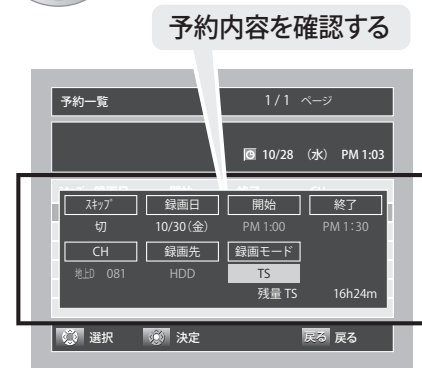 予約内容を確認する
予約一覧 1/1 ページ
10/28 (水) PM 1:03
ｽｷｯﾌﾟ 録画日 開始 終了
切 10/30(金) PM 1:00 PM 1:30
CH 録画先 録画モード
地上D 081 HDD TS
残量 TS 16h24m
選択 決定 戻る 戻る